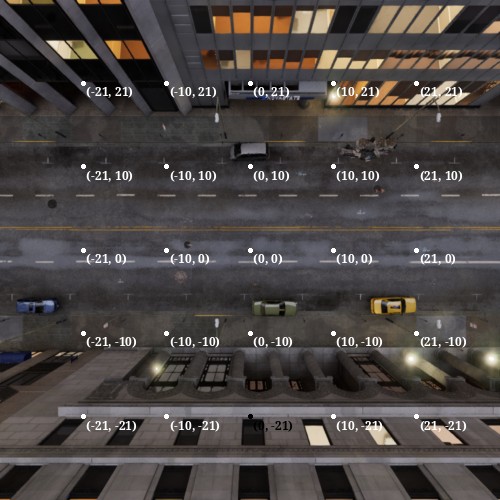 (-21, 21) (-10, 21) (0, 21) (10, 21) (21, 21)
(-21, 10) (-10, 10) (0, 10) (10, 10) (21, 10)
(-21, 0) (-10, 0) (0, 0) (10, 0) (21, 0)
(-21, -10) (-10, -10) (0, -10) (10, -10) (21, -10)
(-21, -21) (-10, -21) (0, -21) (10, -21) (21, -21)